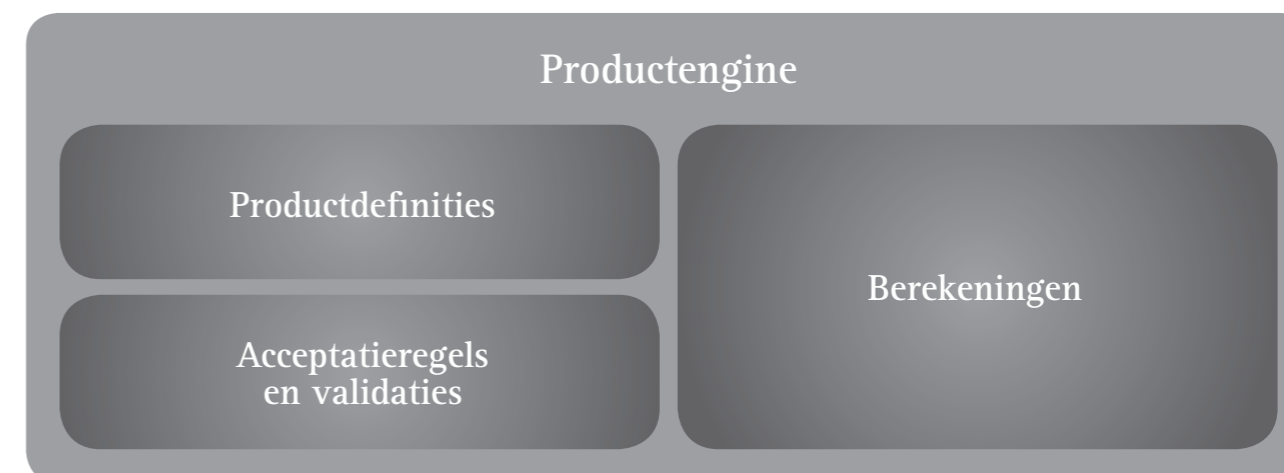 Productengine
Productdefinities
Acceptatieregels
en validaties
Berekeningen